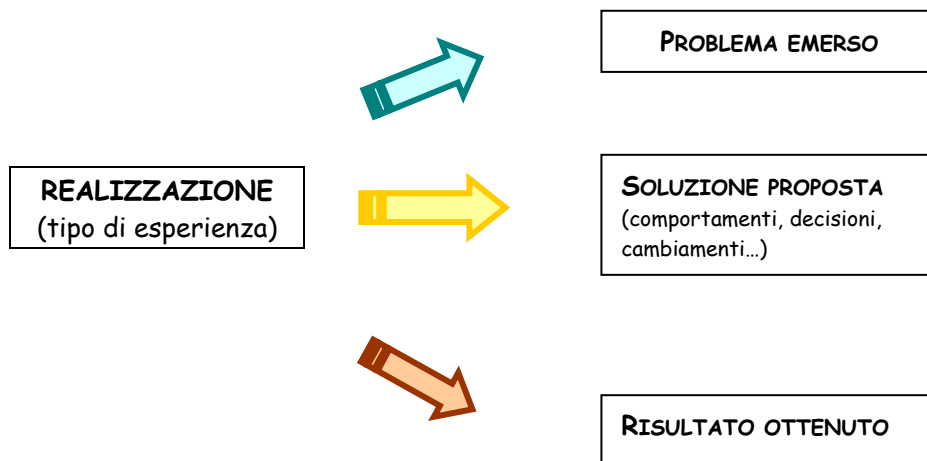 PROBLEMA EMERSO
REALIZZAZIONE
(tipo di esperienza)
SOLUZIONE PROPOSTA
(comportamenti, decisioni,
cambiamenti…)
RISULTATO OTTENUTO